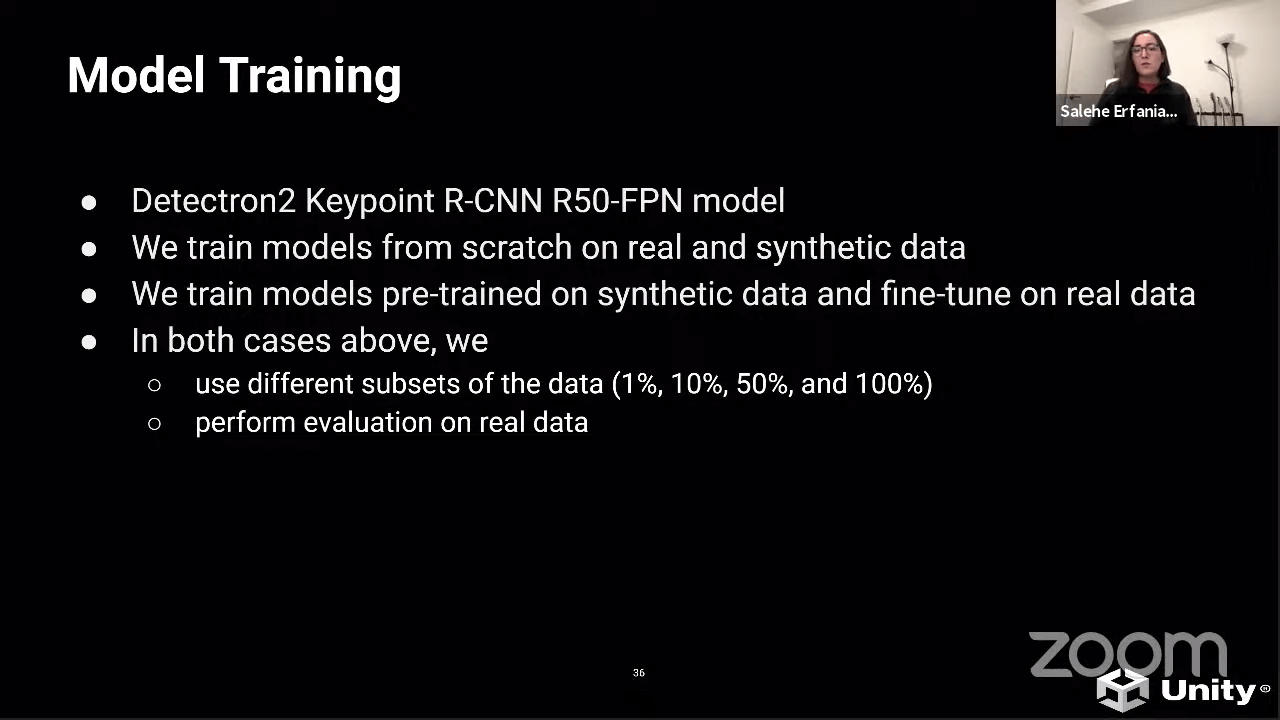 Model Training
Salehe Erfania...
● Detectron2 Keypoint R-CNN R50-FPN model
● We train models from scratch on real and synthetic data
● We train models pre-trained on synthetic data and fine-tune on real data
● In both cases above, we
○ use different subsets of the data (1%, 10%, 50%, and 100%)
○ perform evaluation on real data
36
zoom
Unity®